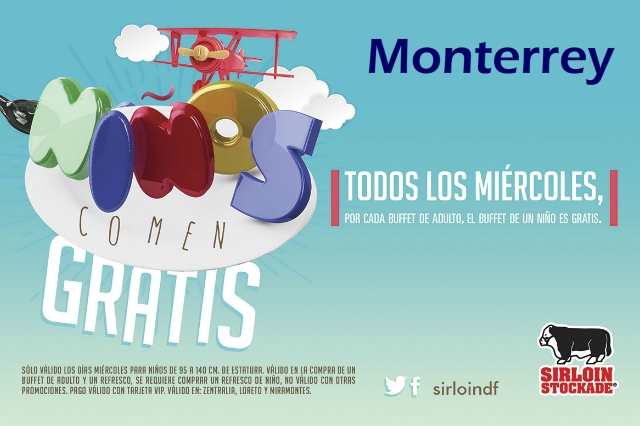 Monterrey
NIÑOS
COMEN
GRATIS
TODOS LOS MIÉRCOLES,
POR CADA BUFFET DE ADULTO, EL BUFFET DE UN NIÑO ES GRATIS.
SÓLO VÁLIDO LOS DÍAS MIÉRCOLES PARA NIÑOS DE 95 A 140 CM. DE ESTATURA. VÁLIDO EN LA COMPRA DE UN
BUFFET DE ADULTO Y UN REFRESCO, SE REQUIERE COMPRAR UN REFRESCO DE NIÑO, NO VÁLIDO CON OTRAS
PROMOCIONES. PAGO VÁLIDO CON TARJETA VIP. VÁLIDO EN: ZENTRALIA, LORETO Y MIRAMONTES.
sirloindf
SIRLOIN
STOCKADE®